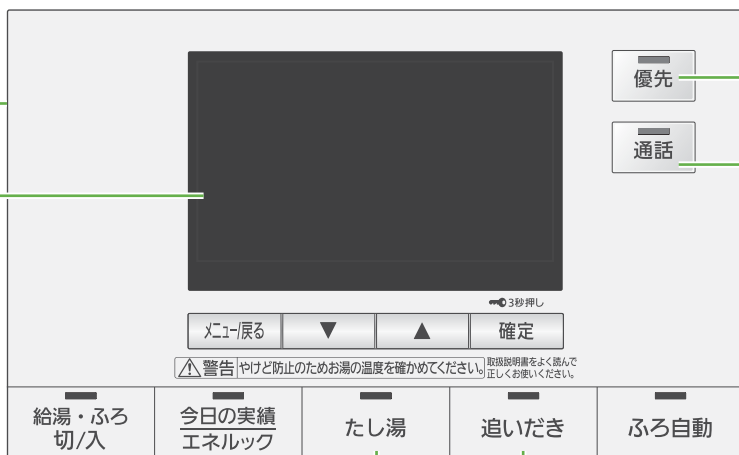 優先
通話
3秒押し
メニュー/戻る
▼
▲
確定
警告
やけど防止のためお湯の温度を確かめてください。
取扱説明書をよく読んで
正しくお使いください。
給湯・ふろ
切/入
今日の実績
エネルック
たし湯
追いだき
ふろ自動